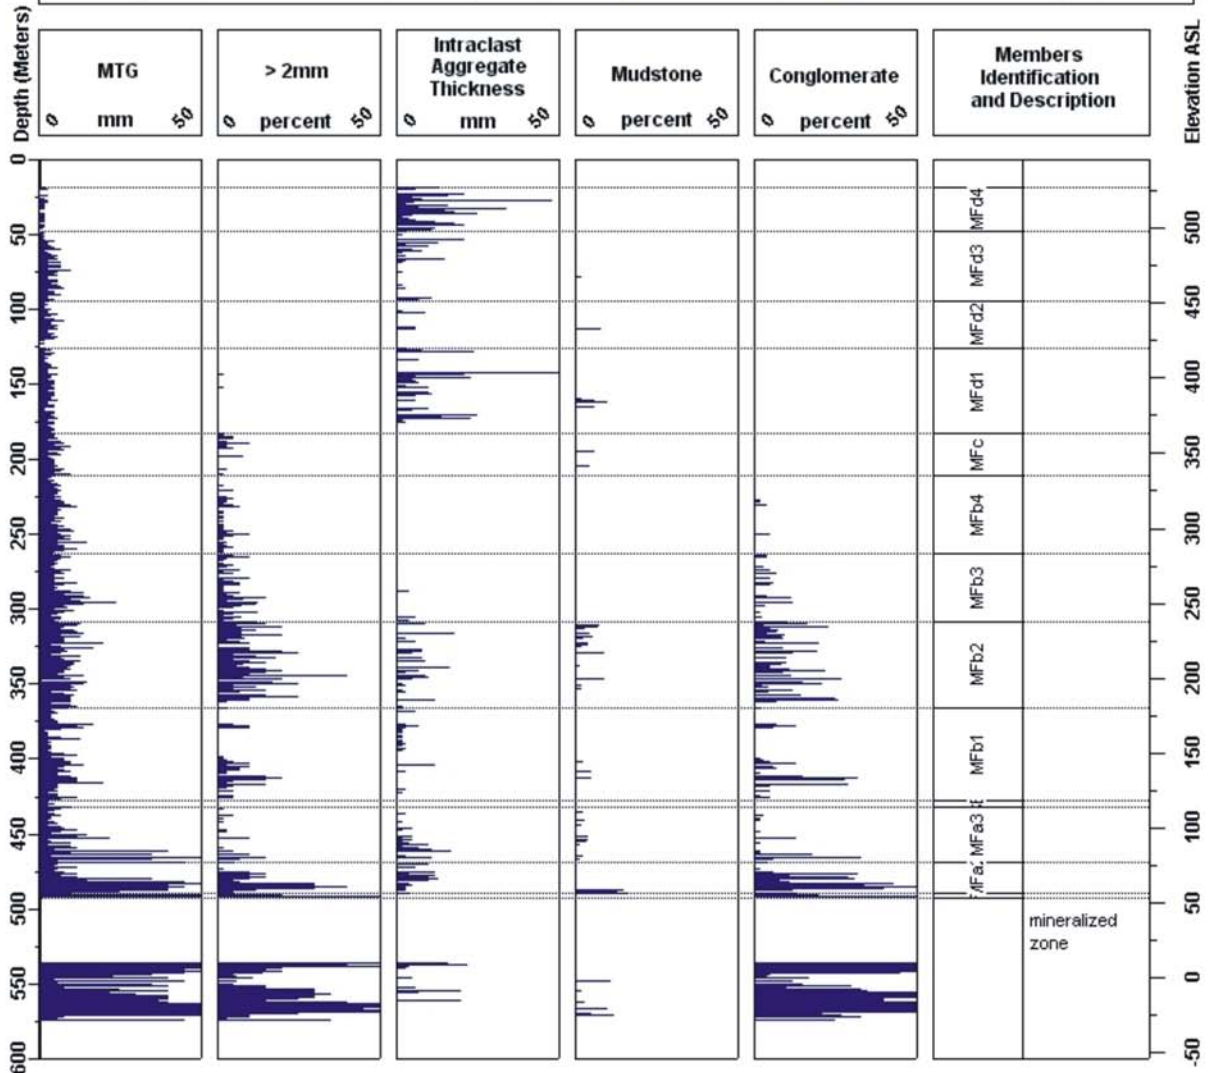 Depth (Meters)
MTG
0 mm 50
> 2mm
0 percent 50
Intraclast
Aggregate
Thickness
0 mm 50
Mudstone
0 percent 50
Conglomerate
0 percent 50
Members
Identification
and Description
Elevation ASL
0
50
100
150
200
250
300
350
400
450
500
550
600
MFd4
MFd3
MFd2
MFd1
MFc
MFb4
MFb3
MFb2
MFb1
MFa3
mineralized
zone
500
450
400
350
300
250
200
150
100
50
0
-50